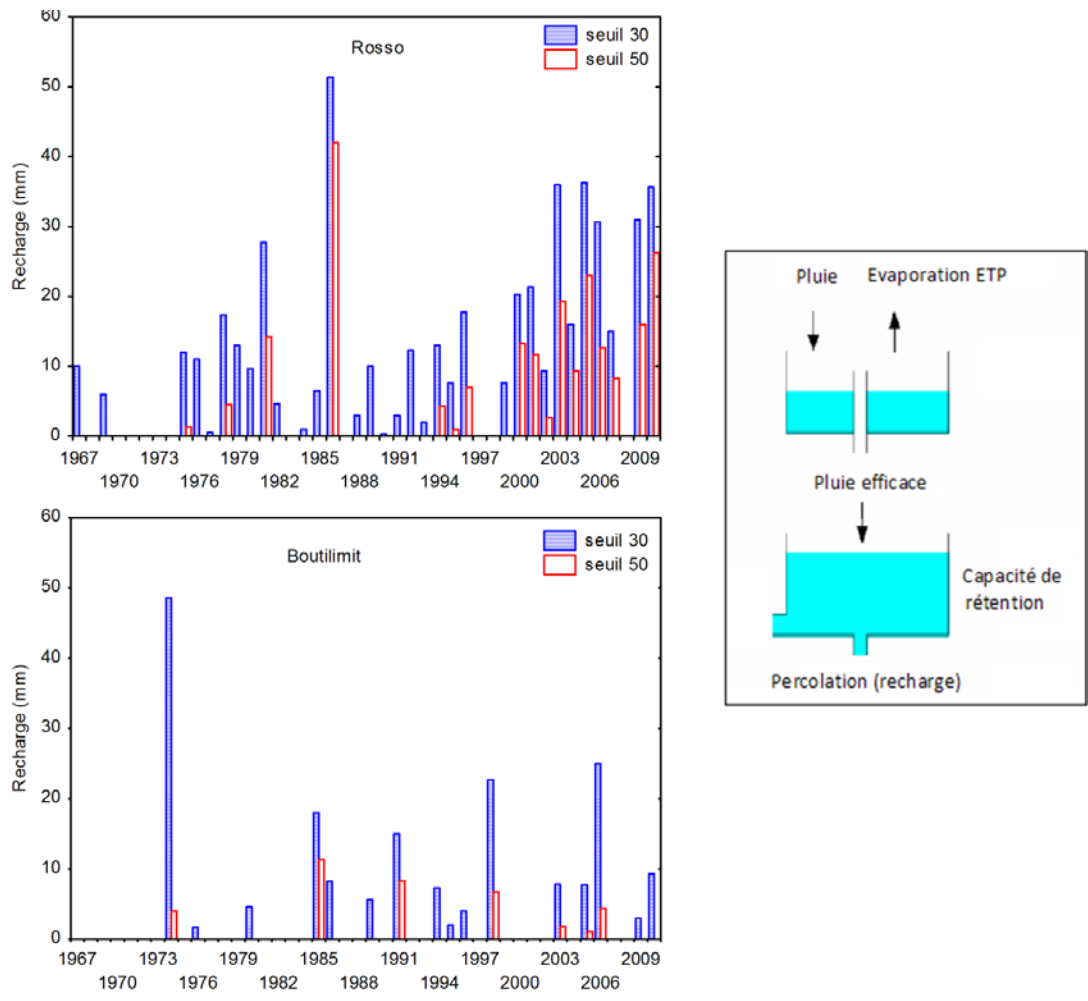 60
seuil 30
Rosso
seuil 50
50
40
30
20
10
0
Recharge (mm)
1967 1973 1979 1985 1991 1997 2003 2009
1970 1976 1982 1988 1994 2000 2006
60
seuil 30
Boutilimit
seuil 50
50
40
30
20
10
0
Recharge (mm)
1967 1973 1979 1985 1991 1997 2003 2009
1970 1976 1982 1988 1994 2000 2006
Pluie Evaporation ETP
Pluie efficace
Capacité de
rétention
Percolation (recharge)